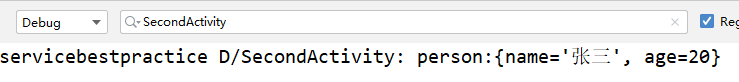 Debug SecondActivity Reg
servicebestpractice D/SecondActivity: person:{name='张三', age=20}